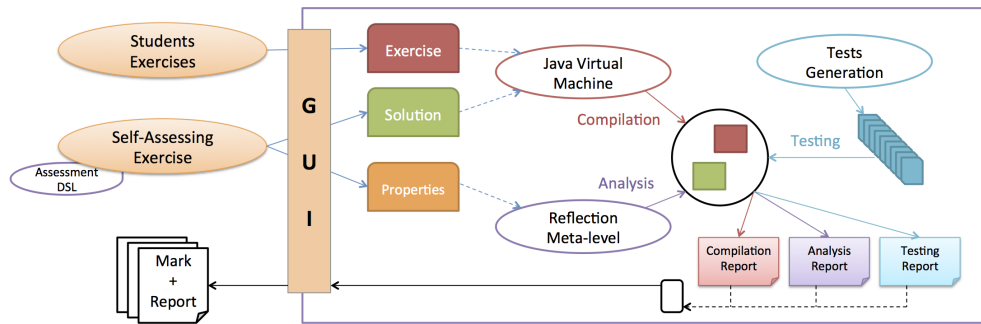 Students
Exercises
Self-Assessing
Exercise
Assessment
DSL
G
U
I
Exercise
Solution
Properties
Java Virtual
Machine
Reflection
Meta-level
Compilation
Analysis
Tests
Generation
Testing
Compilation
Report
Analysis
Report
Testing
Report
Mark
+
Report